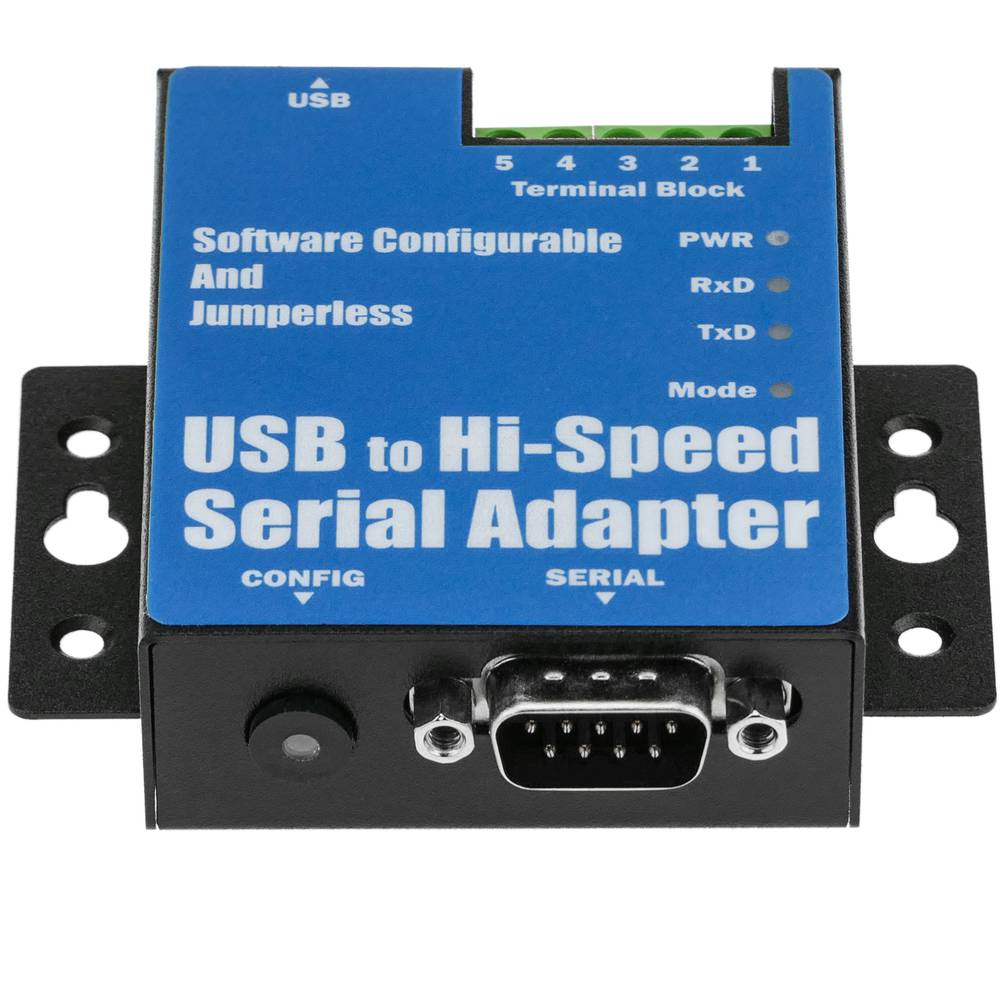 USB
5 4 3 2 1
Terminal Block
Software Configurable
And
Jumperless
PWR
RxD
TxD
Mode
USB to Hi-Speed
Serial Adapter
CONFIG SERIAL